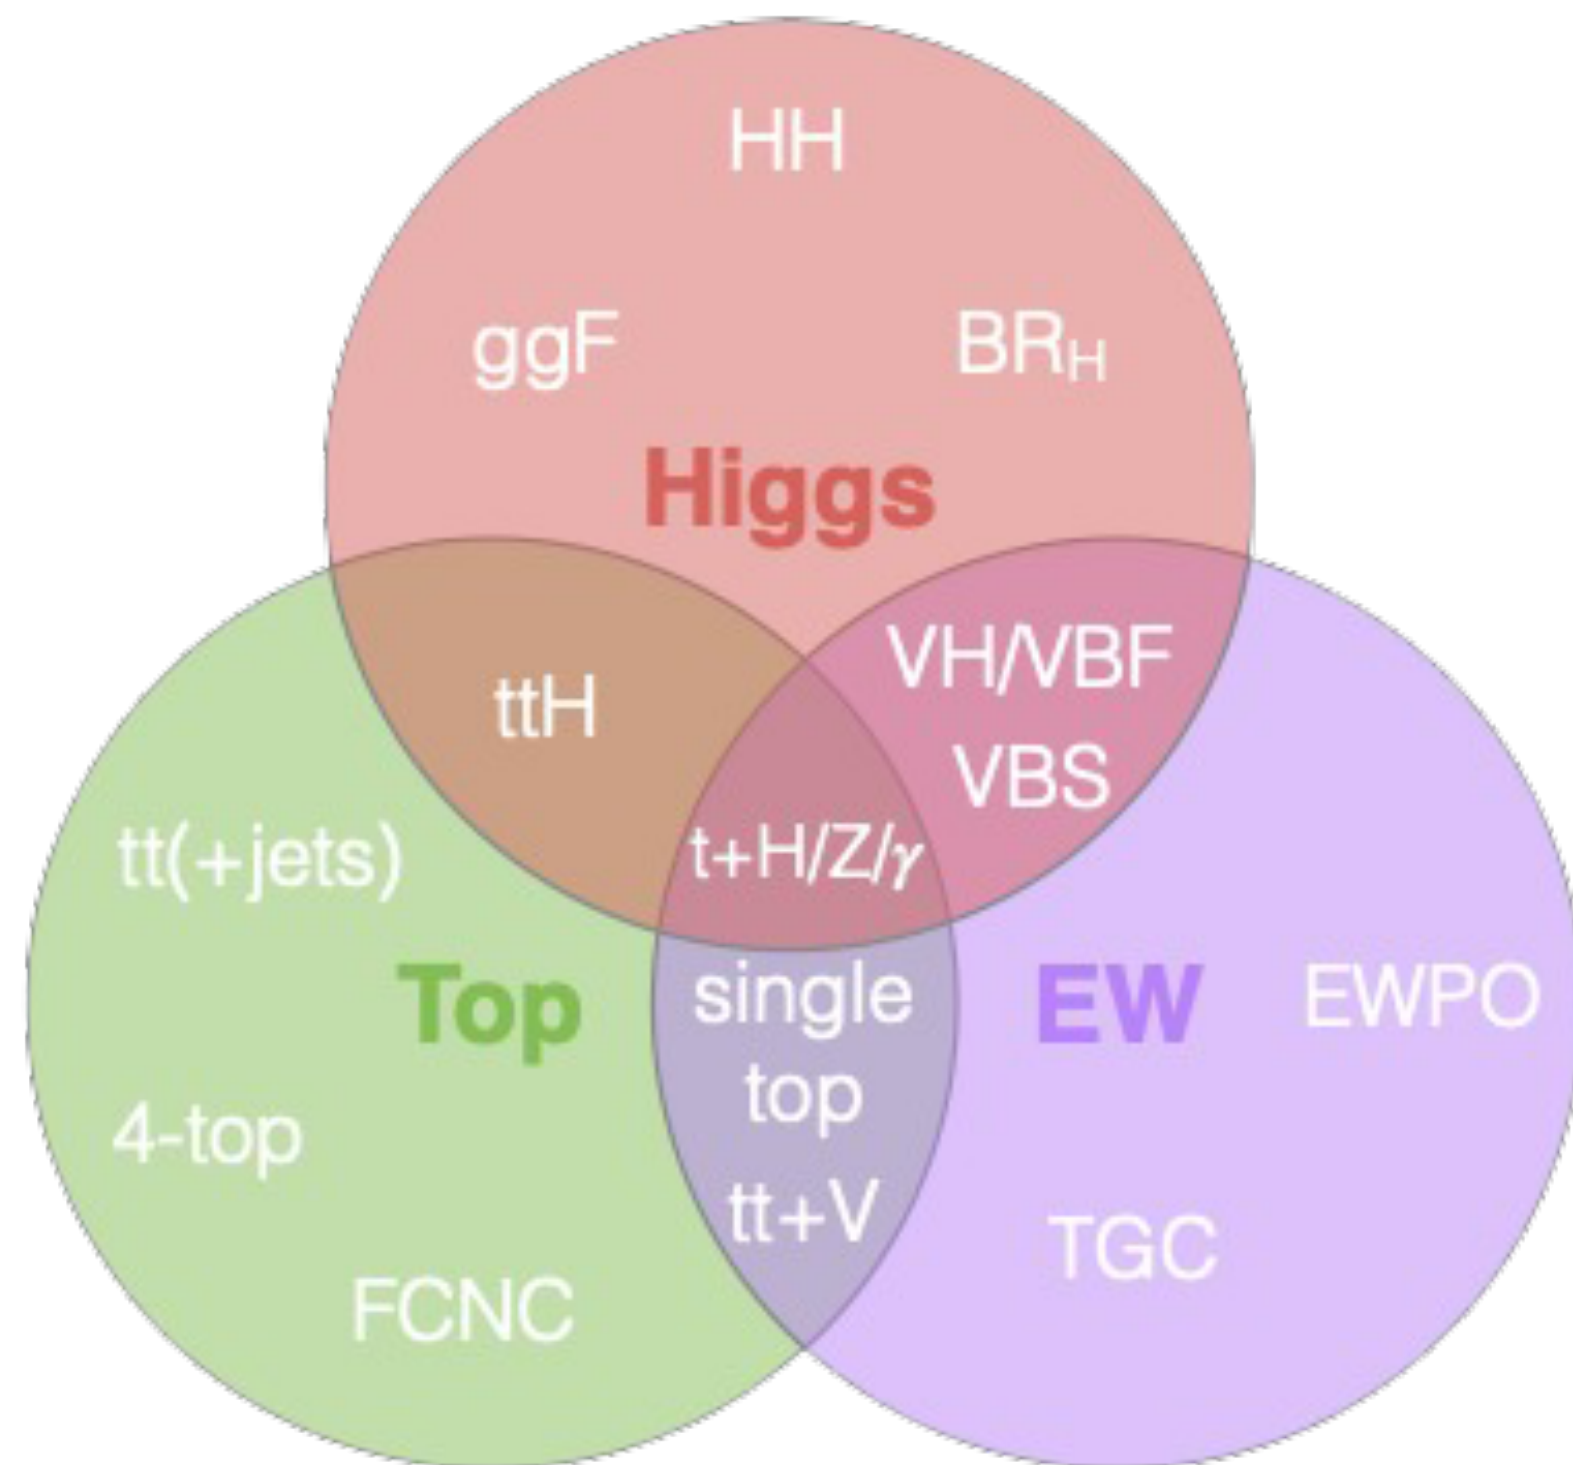 HH
ggF
BR_H
Higgs
ttH
VH/VBF
VBS
tt(+jets)
t+H/Z/γ
Top
single
top
EW
EWPO
4-top
tt+V
TGC
FCNC